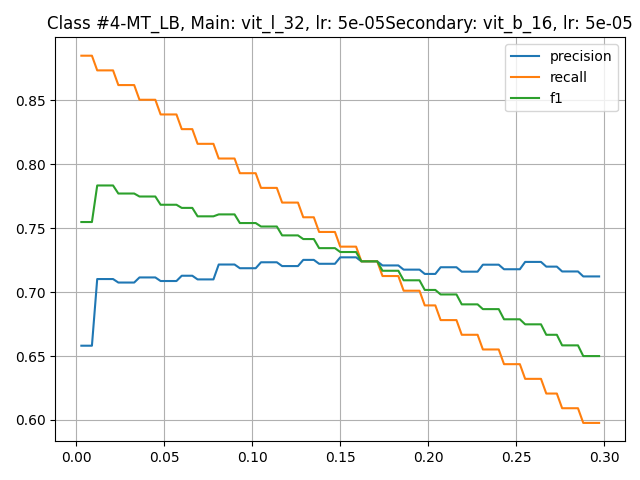 Class #4-MT_LB, Main: vit_l_32, lr: 5e-05Secondary: vit_b_16, lr: 5e-05
precision
recall
f1
0.85
0.80
0.75
0.70
0.65
0.60
0.00 0.05 0.10 0.15 0.20 0.25 0.30